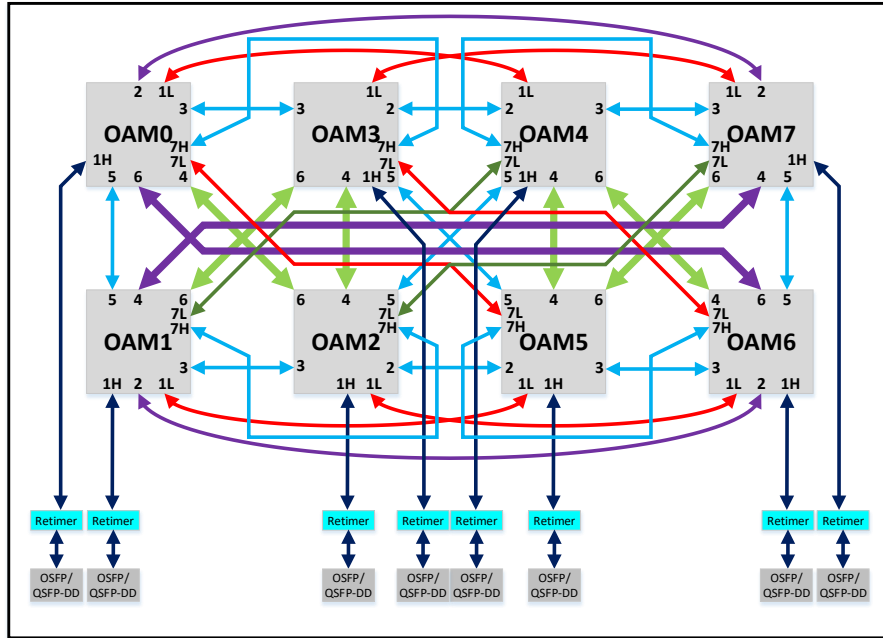 2 1L 1L 1L 1L 2
3 3 2 2 3 3
OAM0 OAM3 OAM4 OAM7
7H 7H 7H 7H
1H 7L 7L 7L 7L 1H
5 6 4 6 4 1H 5 5 1H 4 6 6 4 5
5 4 6 6 4 5 5 4 6 4 6 5
7L 7L 7L 7L
7H 7H 7H 7H
OAM1 OAM2 OAM5 OAM6
3 3 2 2 3 3
1H 2 1L 1H 1L 1L 1H 1L 2 1H
Retimer Retimer Retimer Retimer Retimer Retimer Retimer Retimer
OSFP/ OSFP/ OSFP/ OSFP/ OSFP/ OSFP/ OSFP/ OSFP/
QSFP-DD QSFP-DD QSFP-DD QSFP-DD QSFP-DD QSFP-DD QSFP-DD QSFP-DD